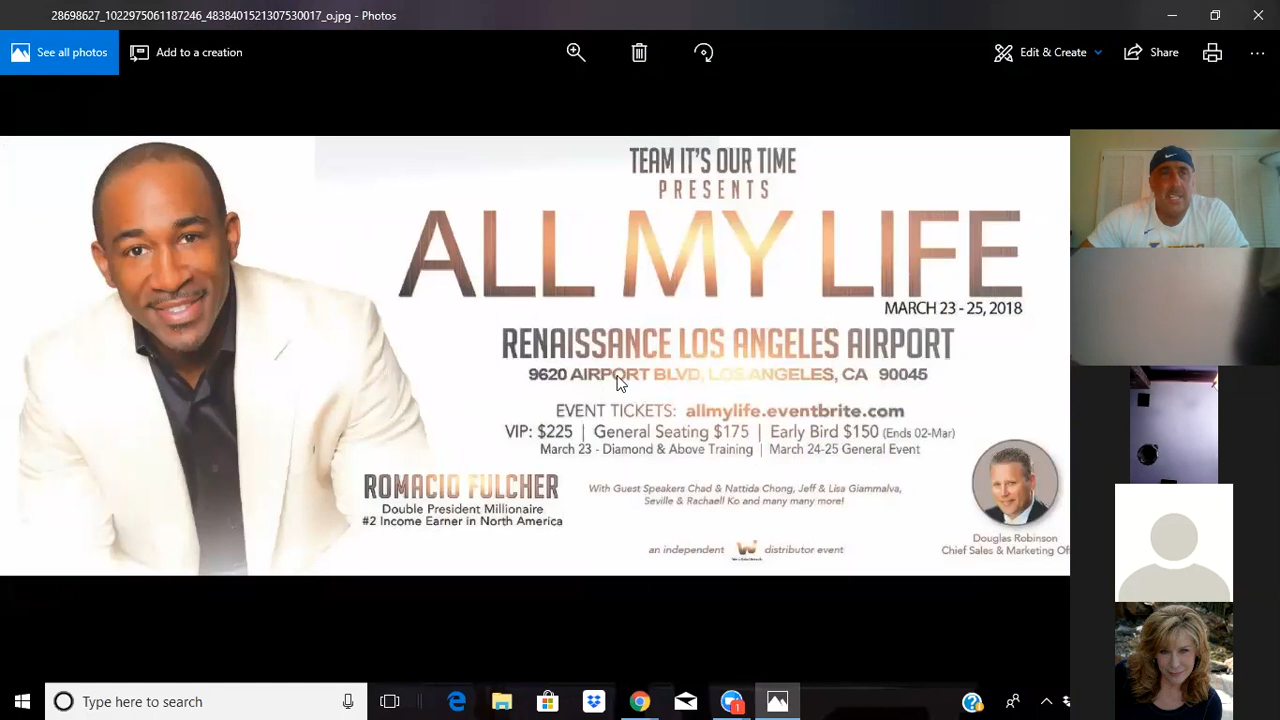 28698627_1022975061187246_4838401521307530017_o.jpg - Photos
See all photos
Add to a creation
Edit & Create
Share
TEAM IT'S OUR TIME
PRESENTS
ALL MY LIFE
MARCH 23 - 25, 2018
RENAISSANCE LOS ANGELES AIRPORT
9620 AIRPORT BLVD, LOS ANGELES, CA 90045
EVENT TICKETS: allmylife.eventbrite.com
VIP: $225 | General Seating $175 | Early Bird $150 (Ends 02-Mar)
March 23 - Diamond & Above Training | March 24-25 General Event
ROMACIO FULCHER
Double President Millionaire
#2 Income Earner in North America
With Guest Speakers Chad & Nattida Chong, Jeff & Lisa Giammalva,
Seville & Rachaell Ko and many many more!
an independent distributor event
Douglas Robinson
Chief Sales & Marketing Of
Type here to search
1